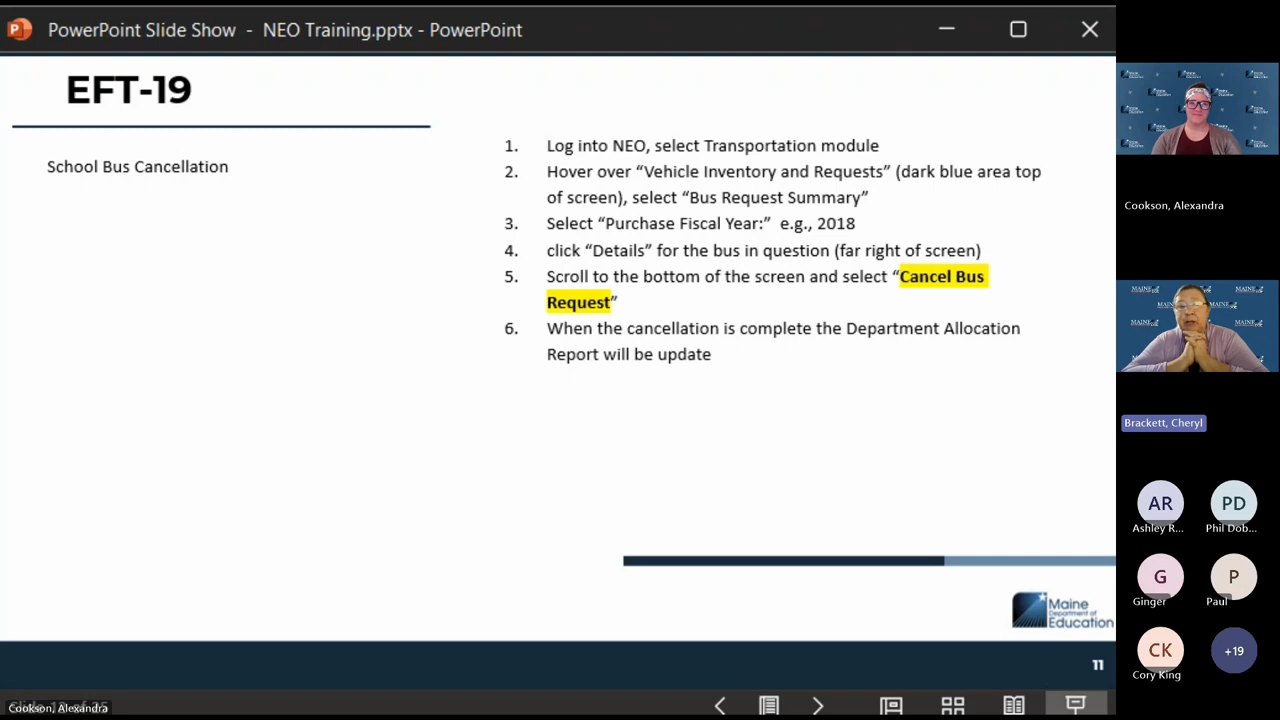 PowerPoint Slide Show - NEO Training.pptx - PowerPoint
EFT-19
School Bus Cancellation
1. Log into NEO, select Transportation module
2. Hover over “Vehicle Inventory and Requests” (dark blue area top
of screen), select “Bus Request Summary”
3. Select “Purchase Fiscal Year:” e.g., 2018
4. click “Details” for the bus in question (far right of screen)
5. Scroll to the bottom of the screen and select “Cancel Bus
Request”
6. When the cancellation is complete the Department Allocation
Report will be update
Maine
Department of
Education
11
Cookson, Alexandra
Cookson, Alexandra
MAINE
Brackett, Cheryl
AR
PD
Ashley R...
Phil Dob...
G
P
Ginger
Paul
CK
+19
Cory King